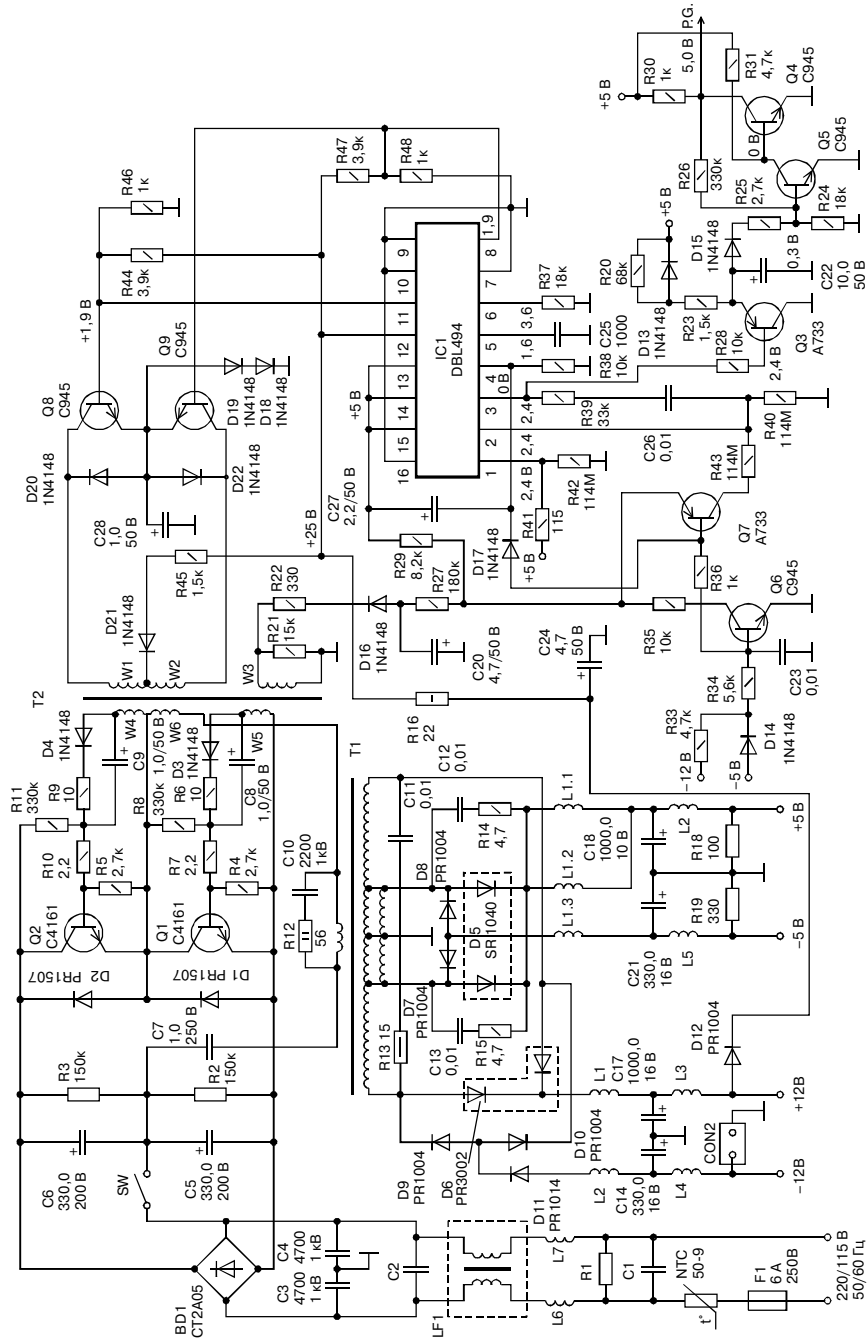 BD1
CT2A05
C6
330,0
200 В
R3
150к
SW
C5
330,0
200 В
R2
150к
C3
4700
1 кВ
C4
4700
1 кВ
C2
LF1
L6
L7
R1
C1
NTC
50-9
t°
F1
6 А
250В
220/115 В
50/60 Гц
D2 PR1507
D1 PR1507
C7
1,0
250 В
Q2
C4161
Q1
C4161
R11
330к
R10
2,2
R9
10
R5
2,7к
R8
330к
R7
2,2
R6
10
R4
2,7к
D4
1N4148
C9
1,0/50 В
D3
1N4148
C8
1,0/50 В
W4
W6
W5
T2
R12
56
C10
2200
1кВ
T1
R13 15
C11
0,01
C12
0,01
R14
4,7
D8
PR1004
D5
SR1040
D7
PR1004
C13
0,01
R15
4,7
D9
PR1004
D6
PR3002
D10
PR1004
D11
PR1014
L1.1
L1.2
L1.3
L1
L2
C17
1000,0
16 В
C14
330,0
16 В
L3
L4
C18
1000,0
10 В
C21
330,0
16 В
L2
L5
R18
100
R19
330
D12
PR1004
CON2
+5 В
−5 В
+12В
−12В
W1
W2
W3
D21
1N4148
R45
1,5к
D20
1N4148
D22
1N4148
C28
1,0
50 В
Q8
C945
Q9
C945
D19
1N4148
D18
1N4148
+1,9 В
R44
3,9к
R46
1к
R47
3,9к
R48
1к
+25 В
R22
330
R21
15к
D16
1N4148
C20
4,7/50 В
R16
22
C24
4,7
50 В
R29
8,2к
R27
180к
C27
2,2/50 В
D17
1N4148
+5 В
+5 В
R41
115
2,4 В
R42
114М
IC1
DBL494
16
15
14
13
12
11
10
9
1
2
3
4
5
6
7
8
2,4
2,4
0 В
1,6
3,6
1,9
R39
33к
R38
10к
C25
1000
R37
18к
C26
0,01
R40
114М
R43
114М
Q7
A733
R36
1к
R35
10к
Q6
C945
R34
5,6к
C23
0,01
R33
4,7к
−12 В
−5 В
D14
1N4148
R28
10к
2,4 В
Q3
A733
D13
1N4148
R20
68к
+5 В
R23
1,5к
D15
1N4148
0,3 В
C22
10,0
50 В
R25
2,7к
R24
18к
R26
330к
Q5
C945
0 В
Q4
C945
R30
1к
+5 В
5,0 В
P.G.
R31
4,7к